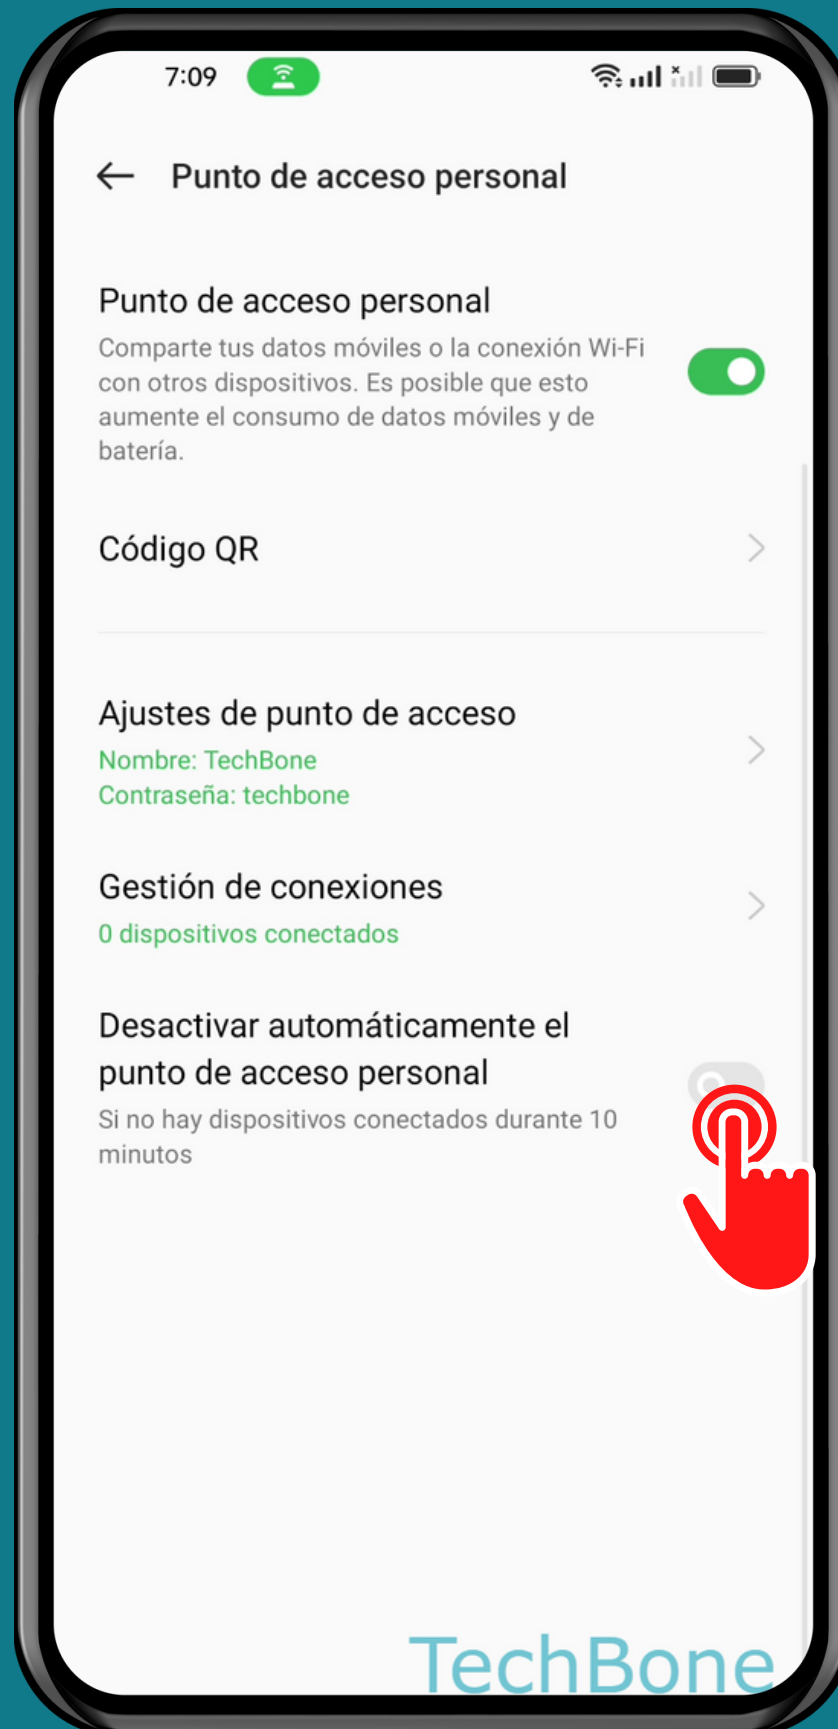 7:09
Punto de acceso personal
Punto de acceso personal
Comparte tus datos móviles o la conexión Wi-Fi
con otros dispositivos. Es posible que esto
aumente el consumo de datos móviles y de
batería.
Código QR
Ajustes de punto de acceso
Nombre: TechBone
Contraseña: techbone
Gestión de conexiones
0 dispositivos conectados
Desactivar automáticamente el
punto de acceso personal
Si no hay dispositivos conectados durante 10
minutos
TechBone